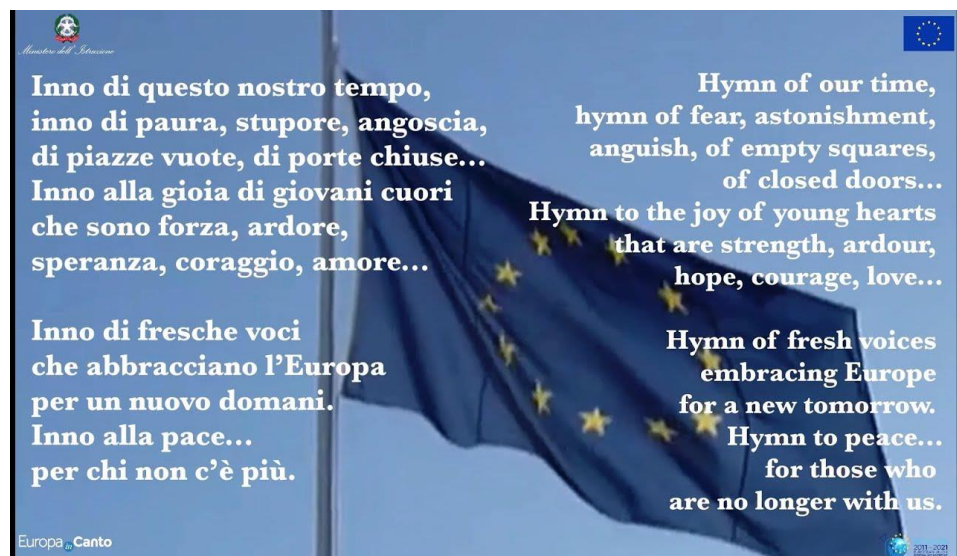 Ministero dell'Istruzione
Inno di questo nostro tempo,
inno di paura, stupore, angoscia,
di piazze vuote, di porte chiuse...
Inno alla gioia di giovani cuori
che sono forza, ardore,
speranza, coraggio, amore...
Inno di fresche voci
che abbracciano l'Europa
per un nuovo domani.
Inno alla pace...
per chi non c'è più.
Hymn of our time,
hymn of fear, astonishment,
anguish, of empty squares,
of closed doors...
Hymn to the joy of young hearts
that are strength, ardour,
hope, courage, love...
Hymn of fresh voices
embracing Europe
for a new tomorrow.
Hymn to peace...
for those who
are no longer with us.
Europa in Canto
2011-2021